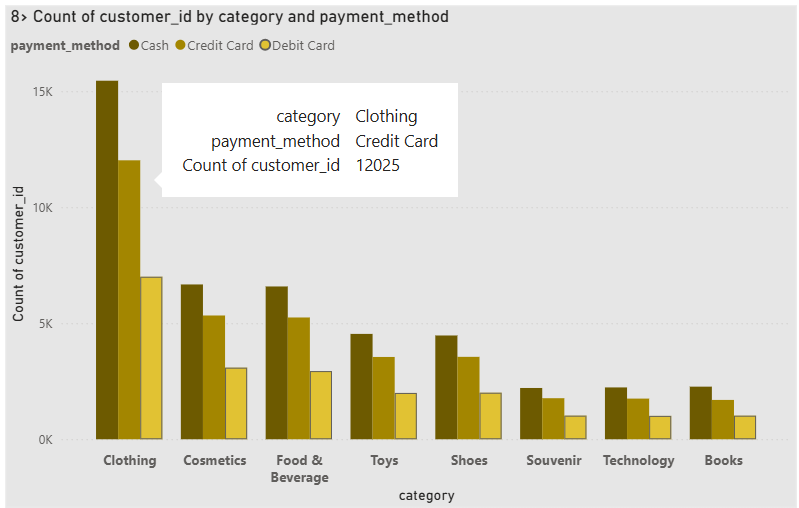 8> Count of customer_id by category and payment_method
payment_method Cash Credit Card Debit Card
category Clothing
payment_method Credit Card
Count of customer_id 12025
Count of customer_id
15K
10K
5K
0K
Clothing Cosmetics Food & Beverage Toys Shoes Souvenir Technology Books
category